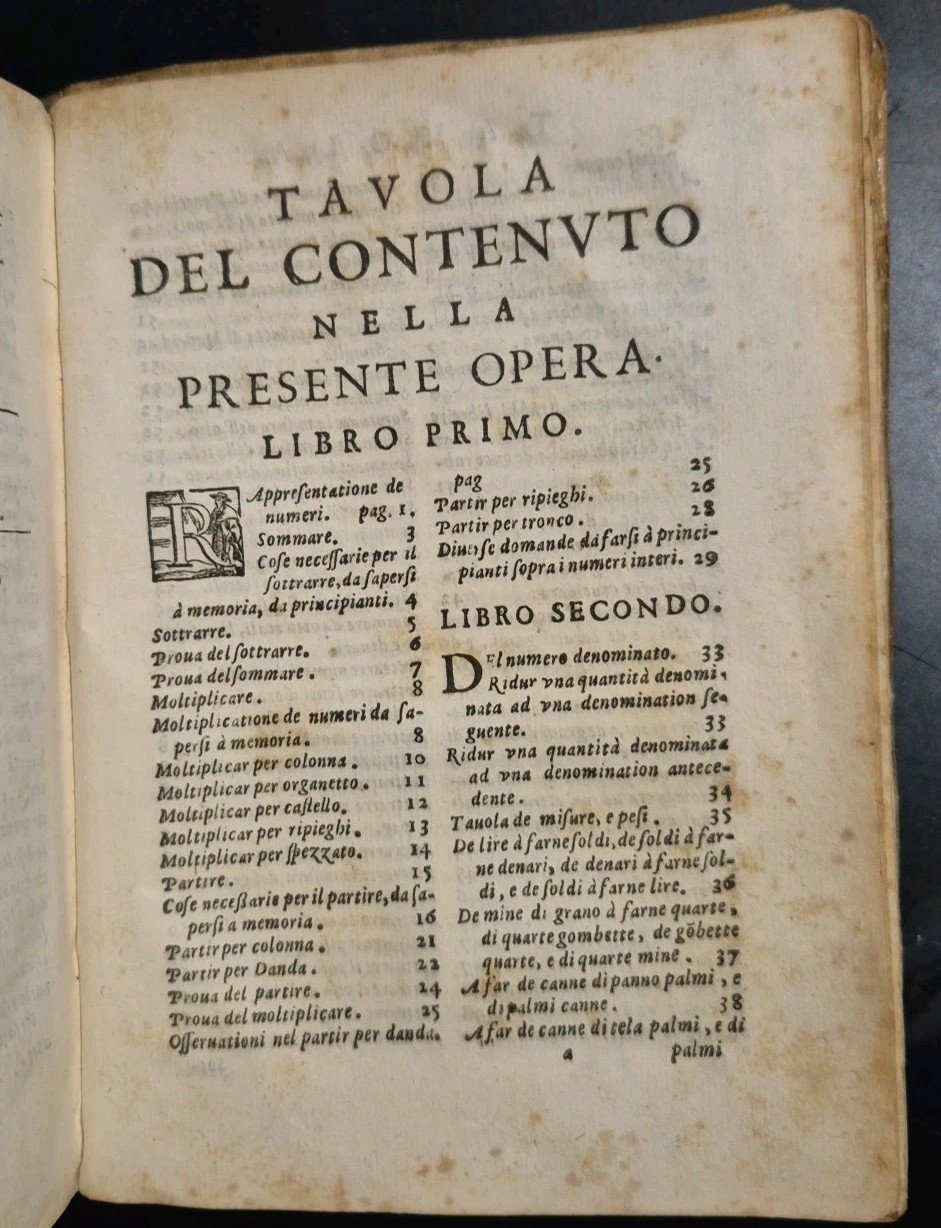 TAVOLA
DEL CONTENVTO
NELLA
PRESENTE OPERA.
LIBRO PRIMO.
RAppreſentatione de
numeri. pag. 1.
Sommare. 3
Coſe neceſſarie per il
ſottrarre, da ſaperſi
à memoria, da principianti. 4
Sottrarre. 5
Proua del ſottrarre. 6
Proua del ſommare. 7
Moltiplicare. 8
Moltiplicatione de numeri da ſa-
perſi à memoria. 8
Moltiplicar per colonna. 10
Moltiplicar per organetto. 11
Moltiplicar per caſtello. 12
Moltiplicar per ripieghi. 13
Moltiplicar per ſpezzato. 14
Partire. 15
Coſe neceßarie per il partire, da ſa-
perſi a memoria. 16
Partir per colonna. 21
Partir per Danda. 22
Proua del partire. 24
Proua del moltiplicare. 25
Oſſeruationi nel partir per danda.
pag 25
Partir per ripieghi. 26
Partir per tronco. 28
Diuerſe domande da farſi à princi-
pianti ſopra i numeri interi. 29
LIBRO SECONDO.
DEl numero denominato. 33
Ridur vna quantità denomi-
nata ad vna denomination ſe-
guente. 33
Ridur vna quantità denominata
ad vna denomination antece-
dente. 34
Tauola de miſure, e peſi. 35
De lire à farne ſoldi, de ſoldi à far-
ne denari, de denari à farne ſol-
di, e de ſoldi à farne lire. 36
De mine di grano à farne quarte,
di quarte gombette, de gōbette
quarte, e di quarte mine. 37
A far de canne di panno palmi, e
di palmi canne. 38
A far de canne di tela palmi, e di
a palmi